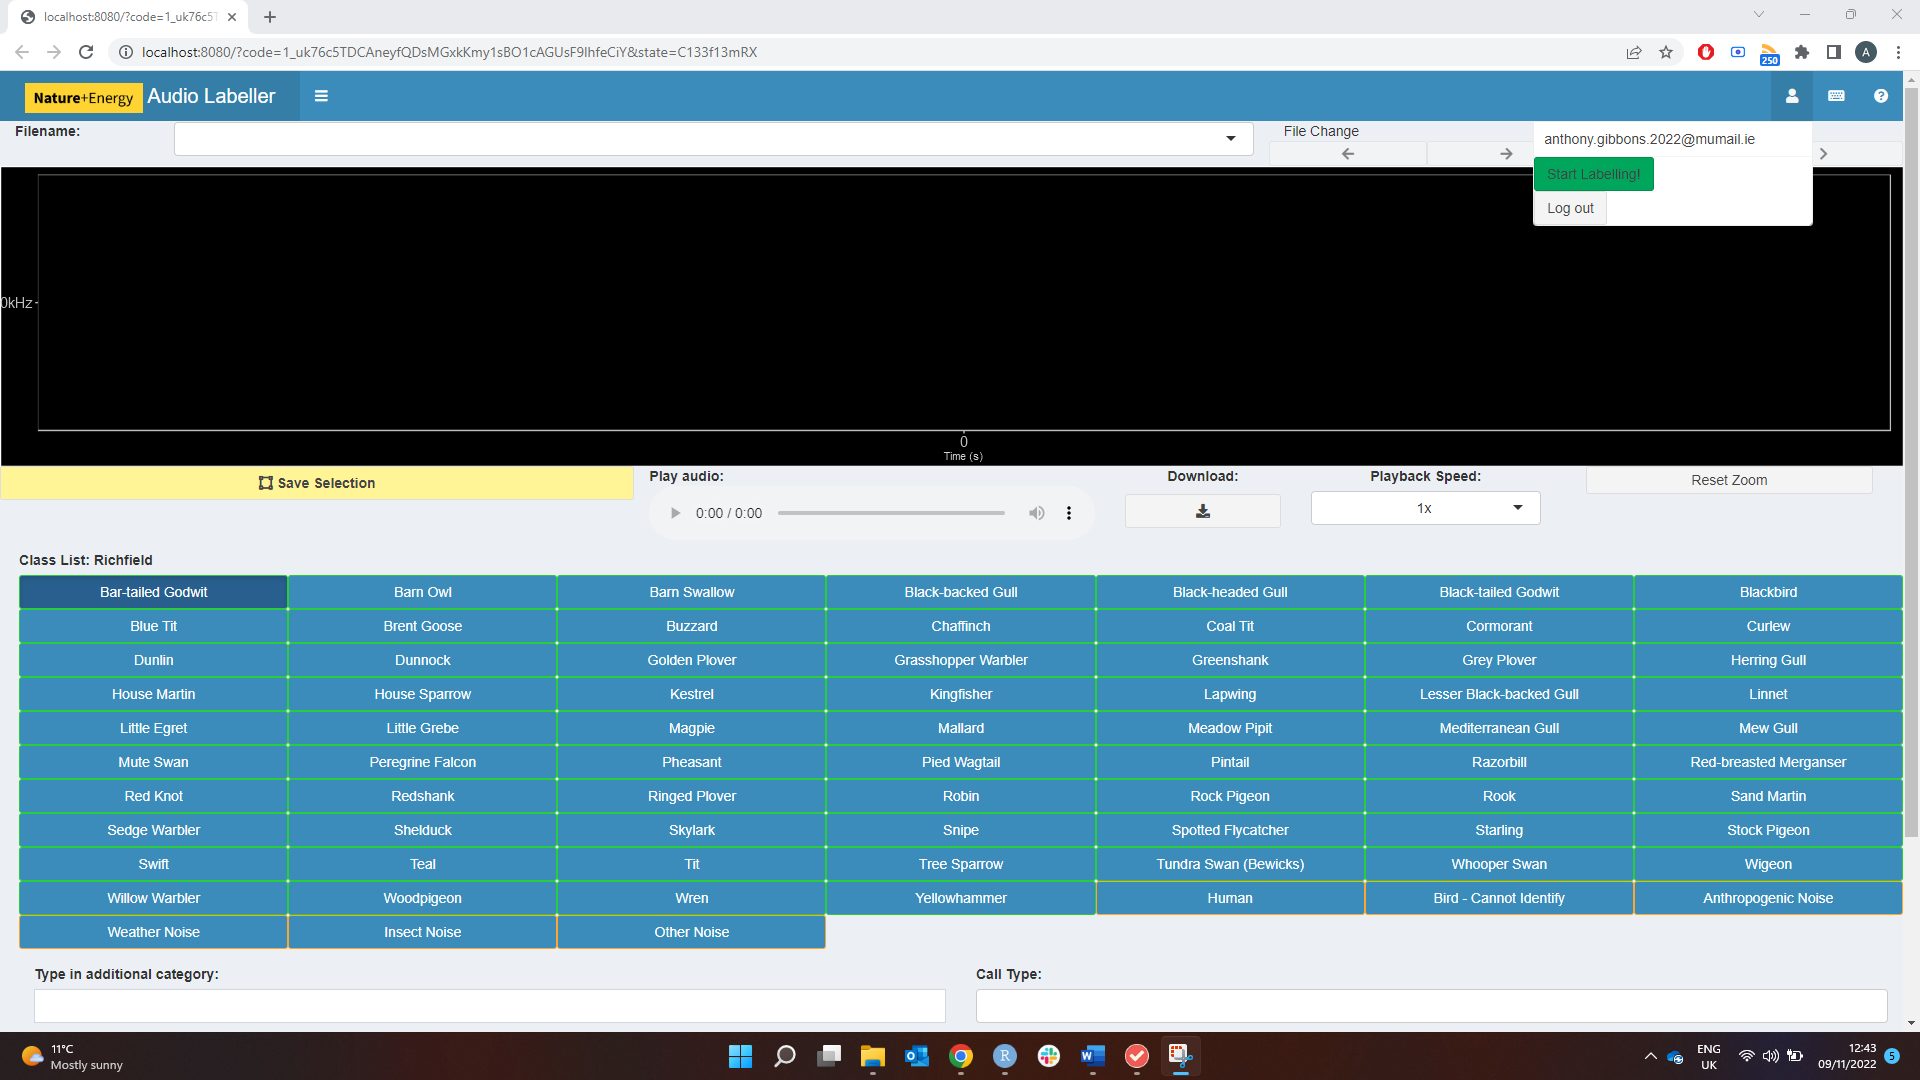 localhost:8080/?code=1_uk76c5T
localhost:8080/?code=1_uk76c5TDCAneyfQDsMGxkKmy1sBO1cAGUsF9IhfeCiY&state=C133f13mRX
250
A
Nature+Energy Audio Labeller
Filename:
File Change
anthony.gibbons.2022@mumail.ie
Start Labelling!
Log out
0kHz
0
Time (s)
Save Selection
Play audio:
Download:
Playback Speed:
Reset Zoom
0:00 / 0:00
1x
Class List: Richfield
Bar-tailed Godwit Barn Owl Barn Swallow Black-backed Gull Black-headed Gull Black-tailed Godwit Blackbird
Blue Tit Brent Goose Buzzard Chaffinch Coal Tit Cormorant Curlew
Dunlin Dunnock Golden Plover Grasshopper Warbler Greenshank Grey Plover Herring Gull
House Martin House Sparrow Kestrel Kingfisher Lapwing Lesser Black-backed Gull Linnet
Little Egret Little Grebe Magpie Mallard Meadow Pipit Mediterranean Gull Mew Gull
Mute Swan Peregrine Falcon Pheasant Pied Wagtail Pintail Razorbill Red-breasted Merganser
Red Knot Redshank Ringed Plover Robin Rock Pigeon Rook Sand Martin
Sedge Warbler Shelduck Skylark Snipe Spotted Flycatcher Starling Stock Pigeon
Swift Teal Tit Tree Sparrow Tundra Swan (Bewicks) Whooper Swan Wigeon
Willow Warbler Woodpigeon Wren Yellowhammer Human Bird - Cannot Identify Anthropogenic Noise
Weather Noise Insect Noise Other Noise
Type in additional category:
Call Type:
11°C
Mostly sunny
ENG
UK
12:43
09/11/2022
5